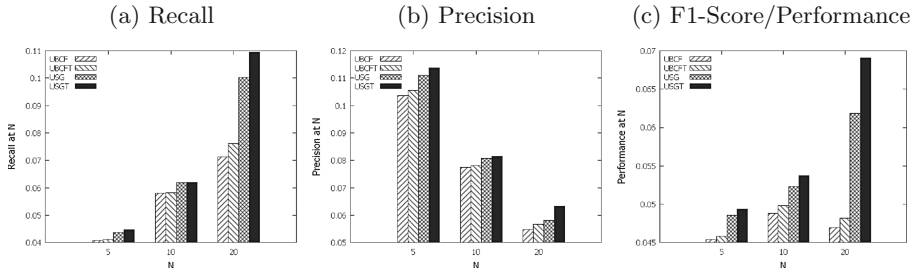 (a) Recall
(b) Precision
(c) F1-Score/Performance
0.11
0.1
0.09
0.08
0.07
0.06
0.05
0.04
Recall at N
UBCF
UBCFT
USG
USGT
5
10
20
N
0.12
0.11
0.1
0.09
0.08
0.07
0.06
0.05
Precision at N
UBCF
UBCFT
USG
USGT
5
10
20
N
0.07
0.065
0.06
0.055
0.05
0.045
Performance at N
UBCF
UBCFT
USG
USGT
5
10
20
N